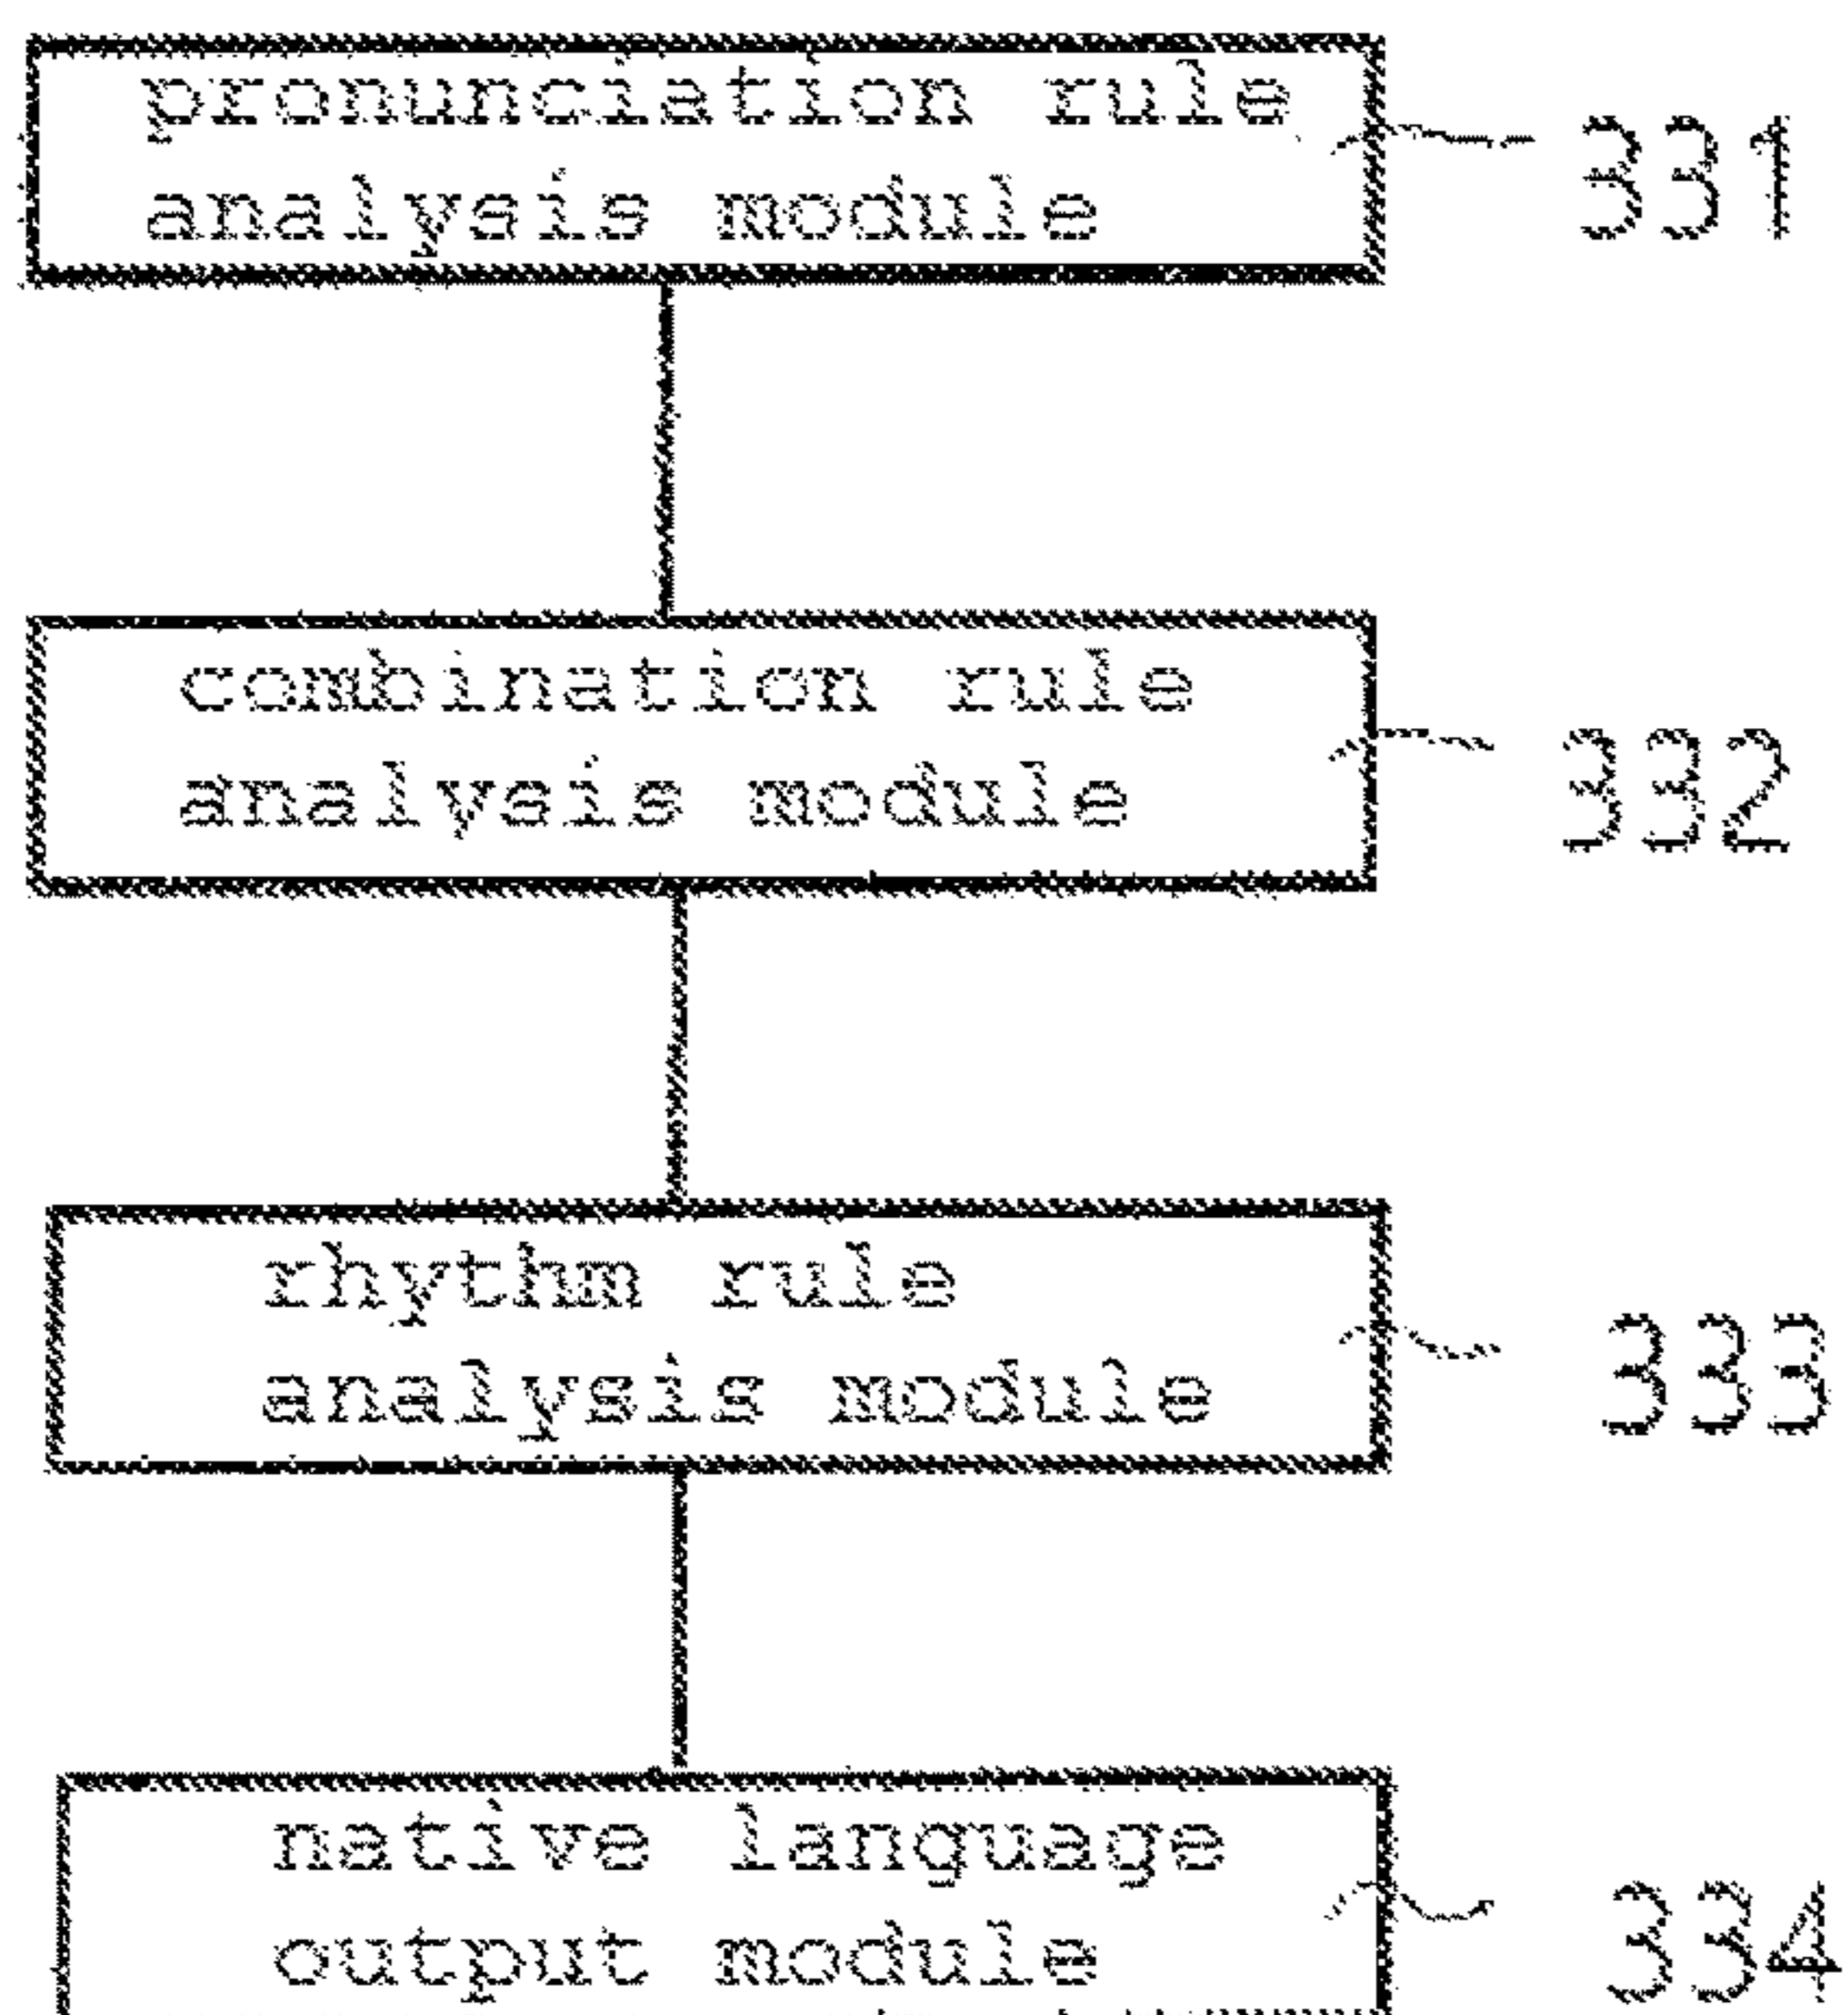 pronunciation rule
analysis module
331
combination rule
analysis module
332
rhythm rule
analysis module
333
native language
output module
334